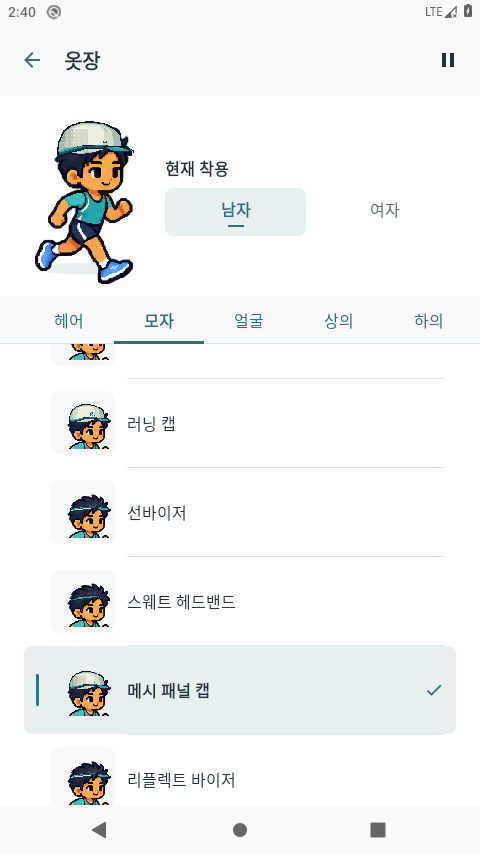 2:40
LTE
옷장
현재 착용
남자
여자
헤어
모자
얼굴
상의
하의
러닝 캡
선바이저
스웨트 헤드밴드
메시 패널 캡
리플렉트 바이저